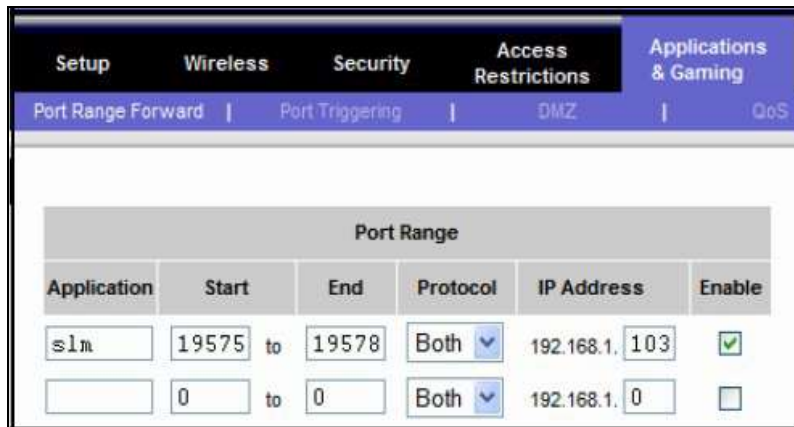 Setup Wireless Security Access Restrictions Applications & Gaming
Port Range Forward | Port Triggering | DMZ | QoS
Port Range
Application Start End Protocol IP Address Enable
slm 19575 to 19578 Both 192.168.1. 103
0 to 0 Both 192.168.1. 0